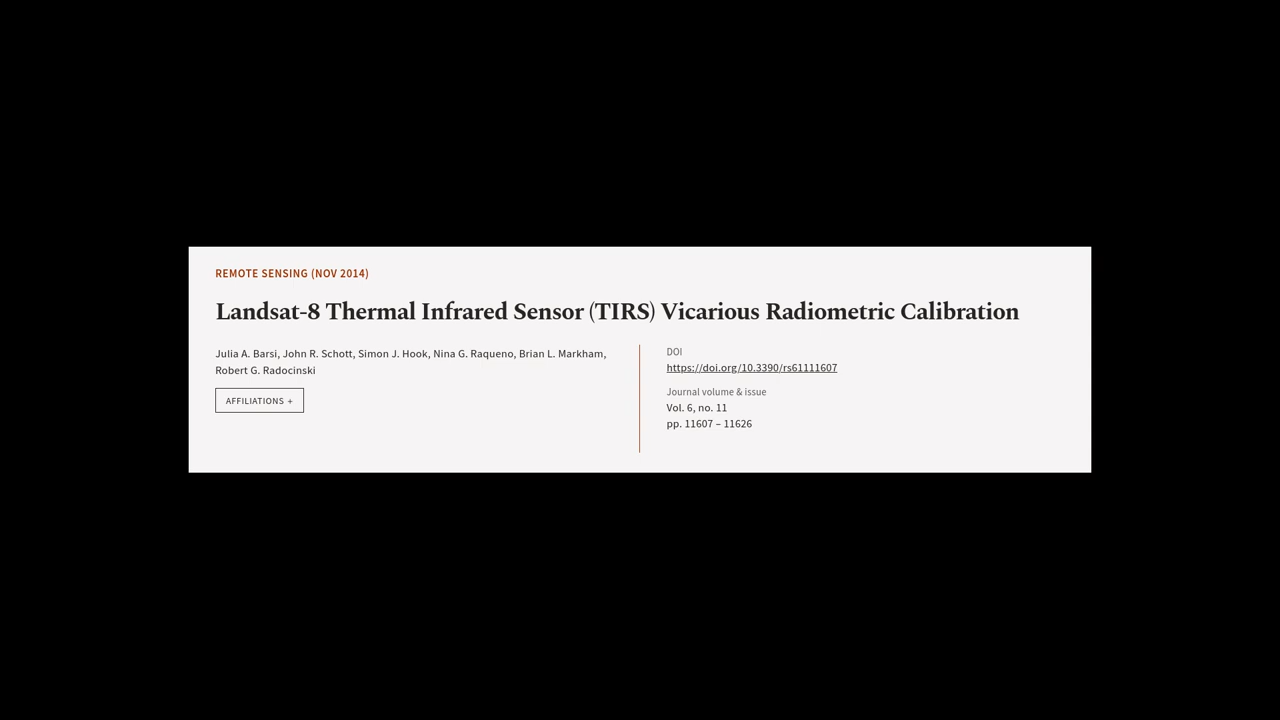 REMOTE SENSING (NOV 2014)
Landsat-8 Thermal Infrared Sensor (TIRS) Vicarious Radiometric Calibration
Julia A. Barsi, John R. Schott, Simon J. Hook, Nina G. Raqueno, Brian L. Markham,
Robert G. Radocinski
AFFILIATIONS +
DOI
https://doi.org/10.3390/rs61111607
Journal volume & issue
Vol. 6, no. 11
pp. 11607 – 11626